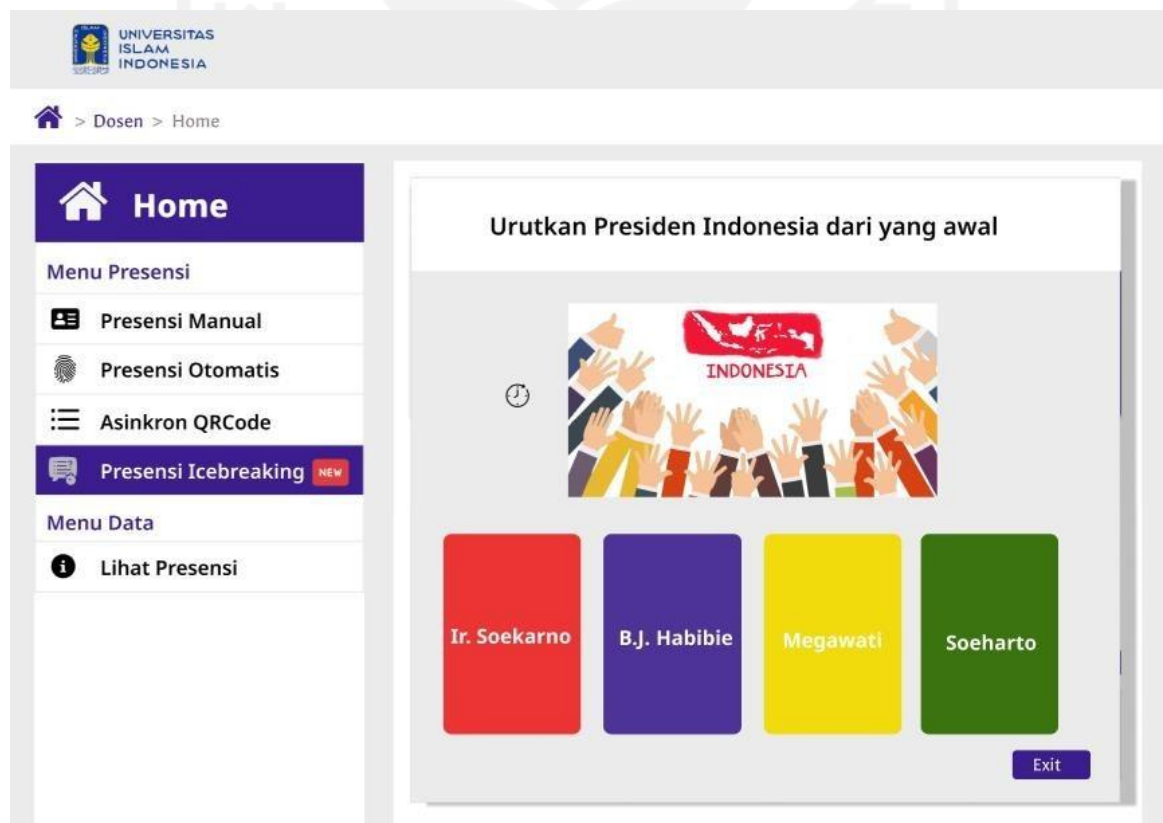 UNIVERSITAS
ISLAM
INDONESIA
> Dosen > Home
Home
Menu Presensi
Presensi Manual
Presensi Otomatis
Asinkron QRCode
Presensi Icebreaking NEW
Menu Data
Lihat Presensi
Urutkan Presiden Indonesia dari yang awal
INDONESIA
Ir. Soekarno
B.J. Habibie
Megawati
Soeharto
Exit